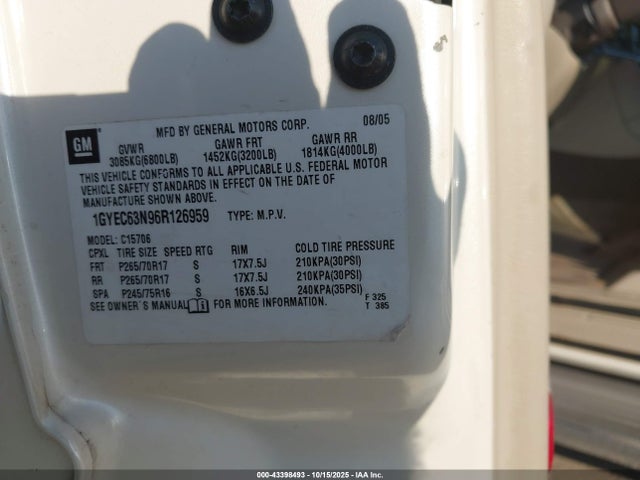 MFD BY GENERAL MOTORS CORP. 08/05
GM
GVWR GAWR FRT GAWR RR
3085KG(6800LB) 1452KG(3200LB) 1814KG(4000LB)
THIS VEHICLE CONFORMS TO ALL APPLICABLE U.S. FEDERAL MOTOR
VEHICLE SAFETY STANDARDS IN EFFECT ON THE DATE OF
MANUFACTURE SHOWN ABOVE.
1GYEC63N96R126959 TYPE: M.P.V.
MODEL: C15706
CPXL TIRE SIZE SPEED RTG RIM COLD TIRE PRESSURE
FRT P265/70R17 S 17X7.5J 210KPA(30PSI)
RR P265/70R17 S 17X7.5J 210KPA(30PSI)
SPA P245/75R16 S 16X6.5J 240KPA(35PSI)
SEE OWNER'S MANUAL FOR MORE INFORMATION.
F 325
T 385
000-43398493 - 10/15/2025 - IAA Inc.